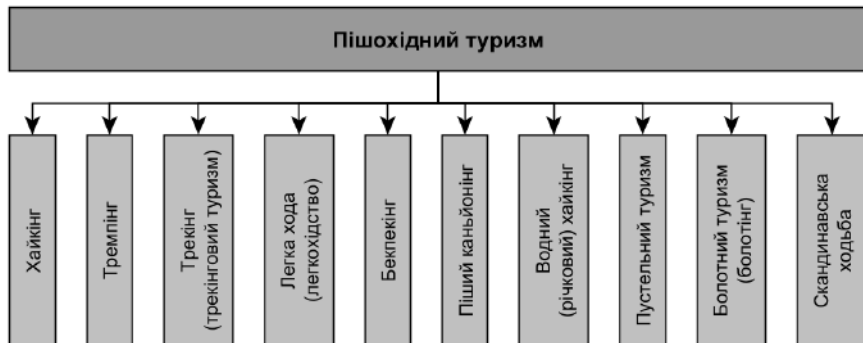 Пішохідний туризм
Хайкінг
Тремпінг
Трекінг
(трекінговий туризм)
Легка хода
(легкохідство)
Бекпекінг
Піший каньйонінг
Водний
(річковий) хайкінг
Пустельний туризм
Болотний туризм
(болотінг)
Скандинавська
ходьба